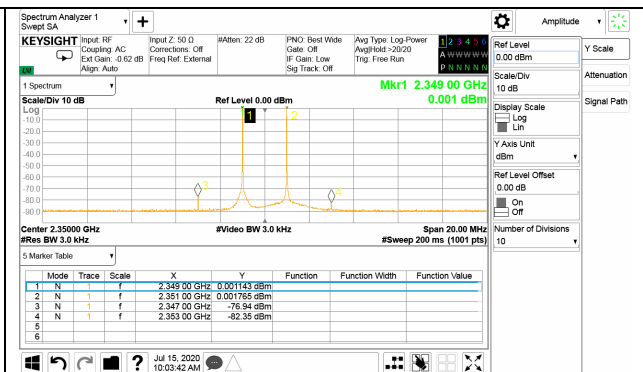 Spectrum Analyzer 1
Swept SA
KEYSIGHT
Input: RF
Coupling: AC
Ext Gain: -0.62 dB
Align: Auto
Input Z: 50 Ω
Corrections: Off
Freq Ref: External
#Atten: 22 dB
PNO: Best Wide
Gate: Off
IF Gain: Low
Sig Track: Off
Avg Type: Log-Power
Avg|Hold:>20/20
Trig: Free Run
1 2 3 4 5 6
A W W W W W
P N N N N N
LM
1 Spectrum
Mkr1 2.349 00 GHz
0.001 dBm
Scale/Div 10 dB
Ref Level 0.00 dBm
Log
-10.0
-20.0
-30.0
-40.0
-50.0
-60.0
-70.0
-80.0
-90.0
1
2
3
4
Center 2.35000 GHz
#Video BW 3.0 kHz
Span 20.00 MHz
#Res BW 3.0 kHz
#Sweep 200 ms (1001 pts)
5 Marker Table
Mode Trace Scale X Y Function Function Width Function Value
1 N 1 f 2.349 00 GHz 0.001143 dBm
2 N 1 f 2.351 00 GHz 0.001765 dBm
3 N 1 f 2.347 00 GHz -76.94 dBm
4 N 1 f 2.353 00 GHz -82.35 dBm
5
6
?
Jul 15, 2020
10:03:42 AM
Amplitude
Ref Level
0.00 dBm
Scale/Div
10 dB
Display Scale
Log
Lin
Y Axis Unit
dBm
Ref Level Offset
0.00 dB
On
Off
Number of Divisions
10
Y Scale
Attenuation
Signal Path